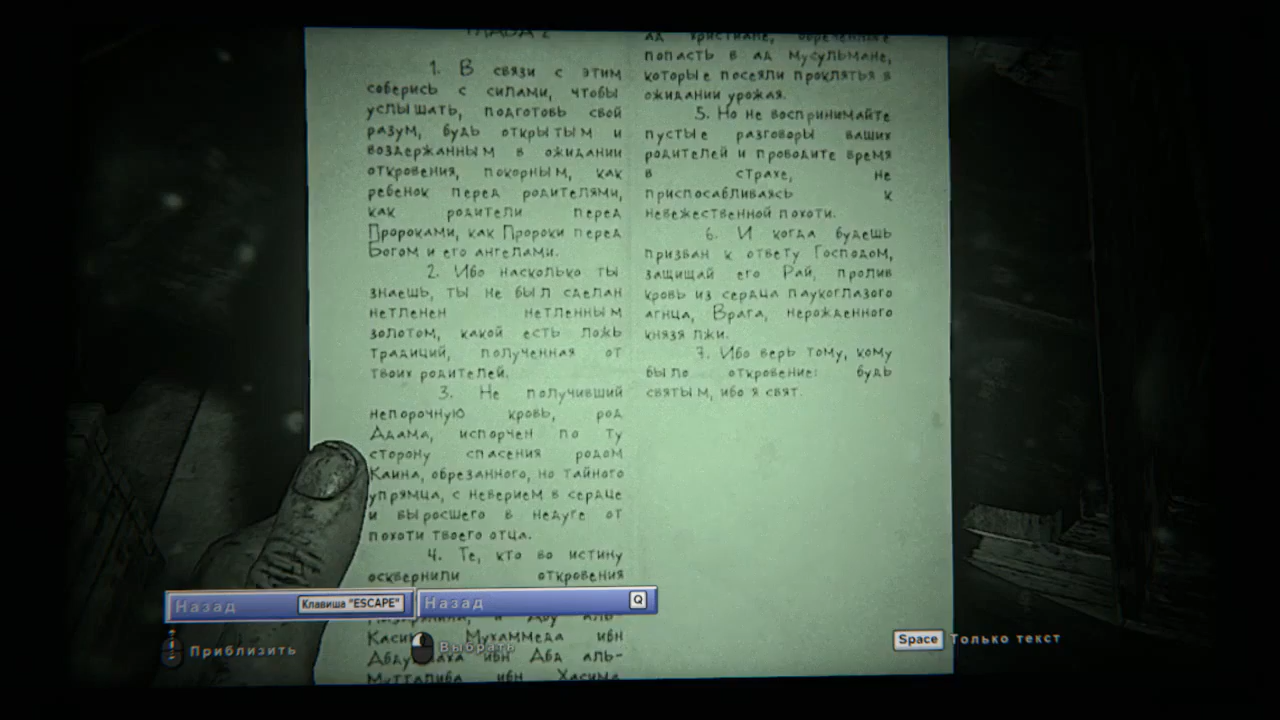 ГЛАВА 2
1. В связи с этим
соберись с силами, чтобы
услышать, подготовь свой
разум, будь открытым и
воздержанным в ожидании
откровения, покорным, как
ребенок перед родителями,
как родители перед
Пророками, как Пророки перед
Богом и его ангелами.
2. Ибо насколько ты
знаешь, ты не был сделан
нетленен нетленным
золотом, какой есть ложь
традиций, полученная от
твоих родителей.
3. Не получивший
непорочную кровь, род
Адама, испорчен по ту
сторону спасения родом
Каина, обрезанного, но тайного
упрямца, с неверием в сердце
и выросшего в недуге от
похоти твоего отца.
4. Те, кто во истину
осквернили откровения
и Абу аль-
Касим Мухаммеда ибн
Абдуллаха ибн Абд аль-
Мутталиба ибн Хасима
ад христиане, обреченные
попасть в ад мусульмане,
которые посеяли проклятья в
ожидании урожая.
5. Но не воспринимайте
пустые разговоры ваших
родителей и проводите время
в страхе, не
приспосабливаясь к
невежественной похоти.
6. И когда будешь
призван к ответу Господом,
защищай его Рай, пролив
кровь из сердца паукоглазого
агнца, Врага, нерожденного
князя лжи.
7. Ибо верь тому, кому
было откровение: будь
святым, ибо я свят.
Назад Клавиша "ESCAPE" Назад Q
Приблизить Выбрать Space Только текст